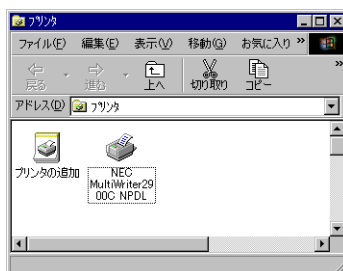 プリンタ
ファイル(F) 編集(E) 表示(V) 移動(G) お気に入り »
戻る 進む 上へ 切り取り コピー »
アドレス(D) プリンタ
プリンタの追加
NEC
MultiWriter29
00C NPDL